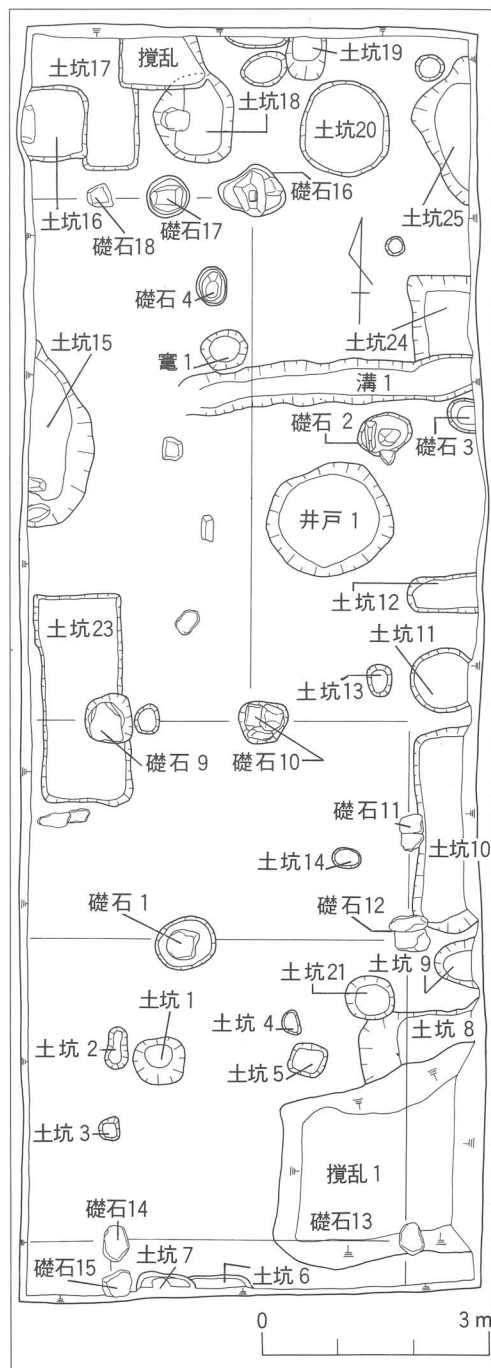 土坑17
攪乱
土坑19
土坑18
土坑20
土坑25
土坑16
礎石18
礎石17
礎石16
礎石 4
土坑24
土坑15
竃 1
溝 1
礎石 2
礎石 3
井戸 1
土坑12
土坑23
土坑11
土坑13
礎石 9
礎石10
礎石11
土坑10
土坑14
礎石 1
礎石12
土坑21
土坑 9
土坑 1
土坑 4
土坑 8
土坑 2
土坑 5
土坑 3
攪乱 1
礎石14
礎石13
礎石15
土坑 7
土坑 6
0 3 m